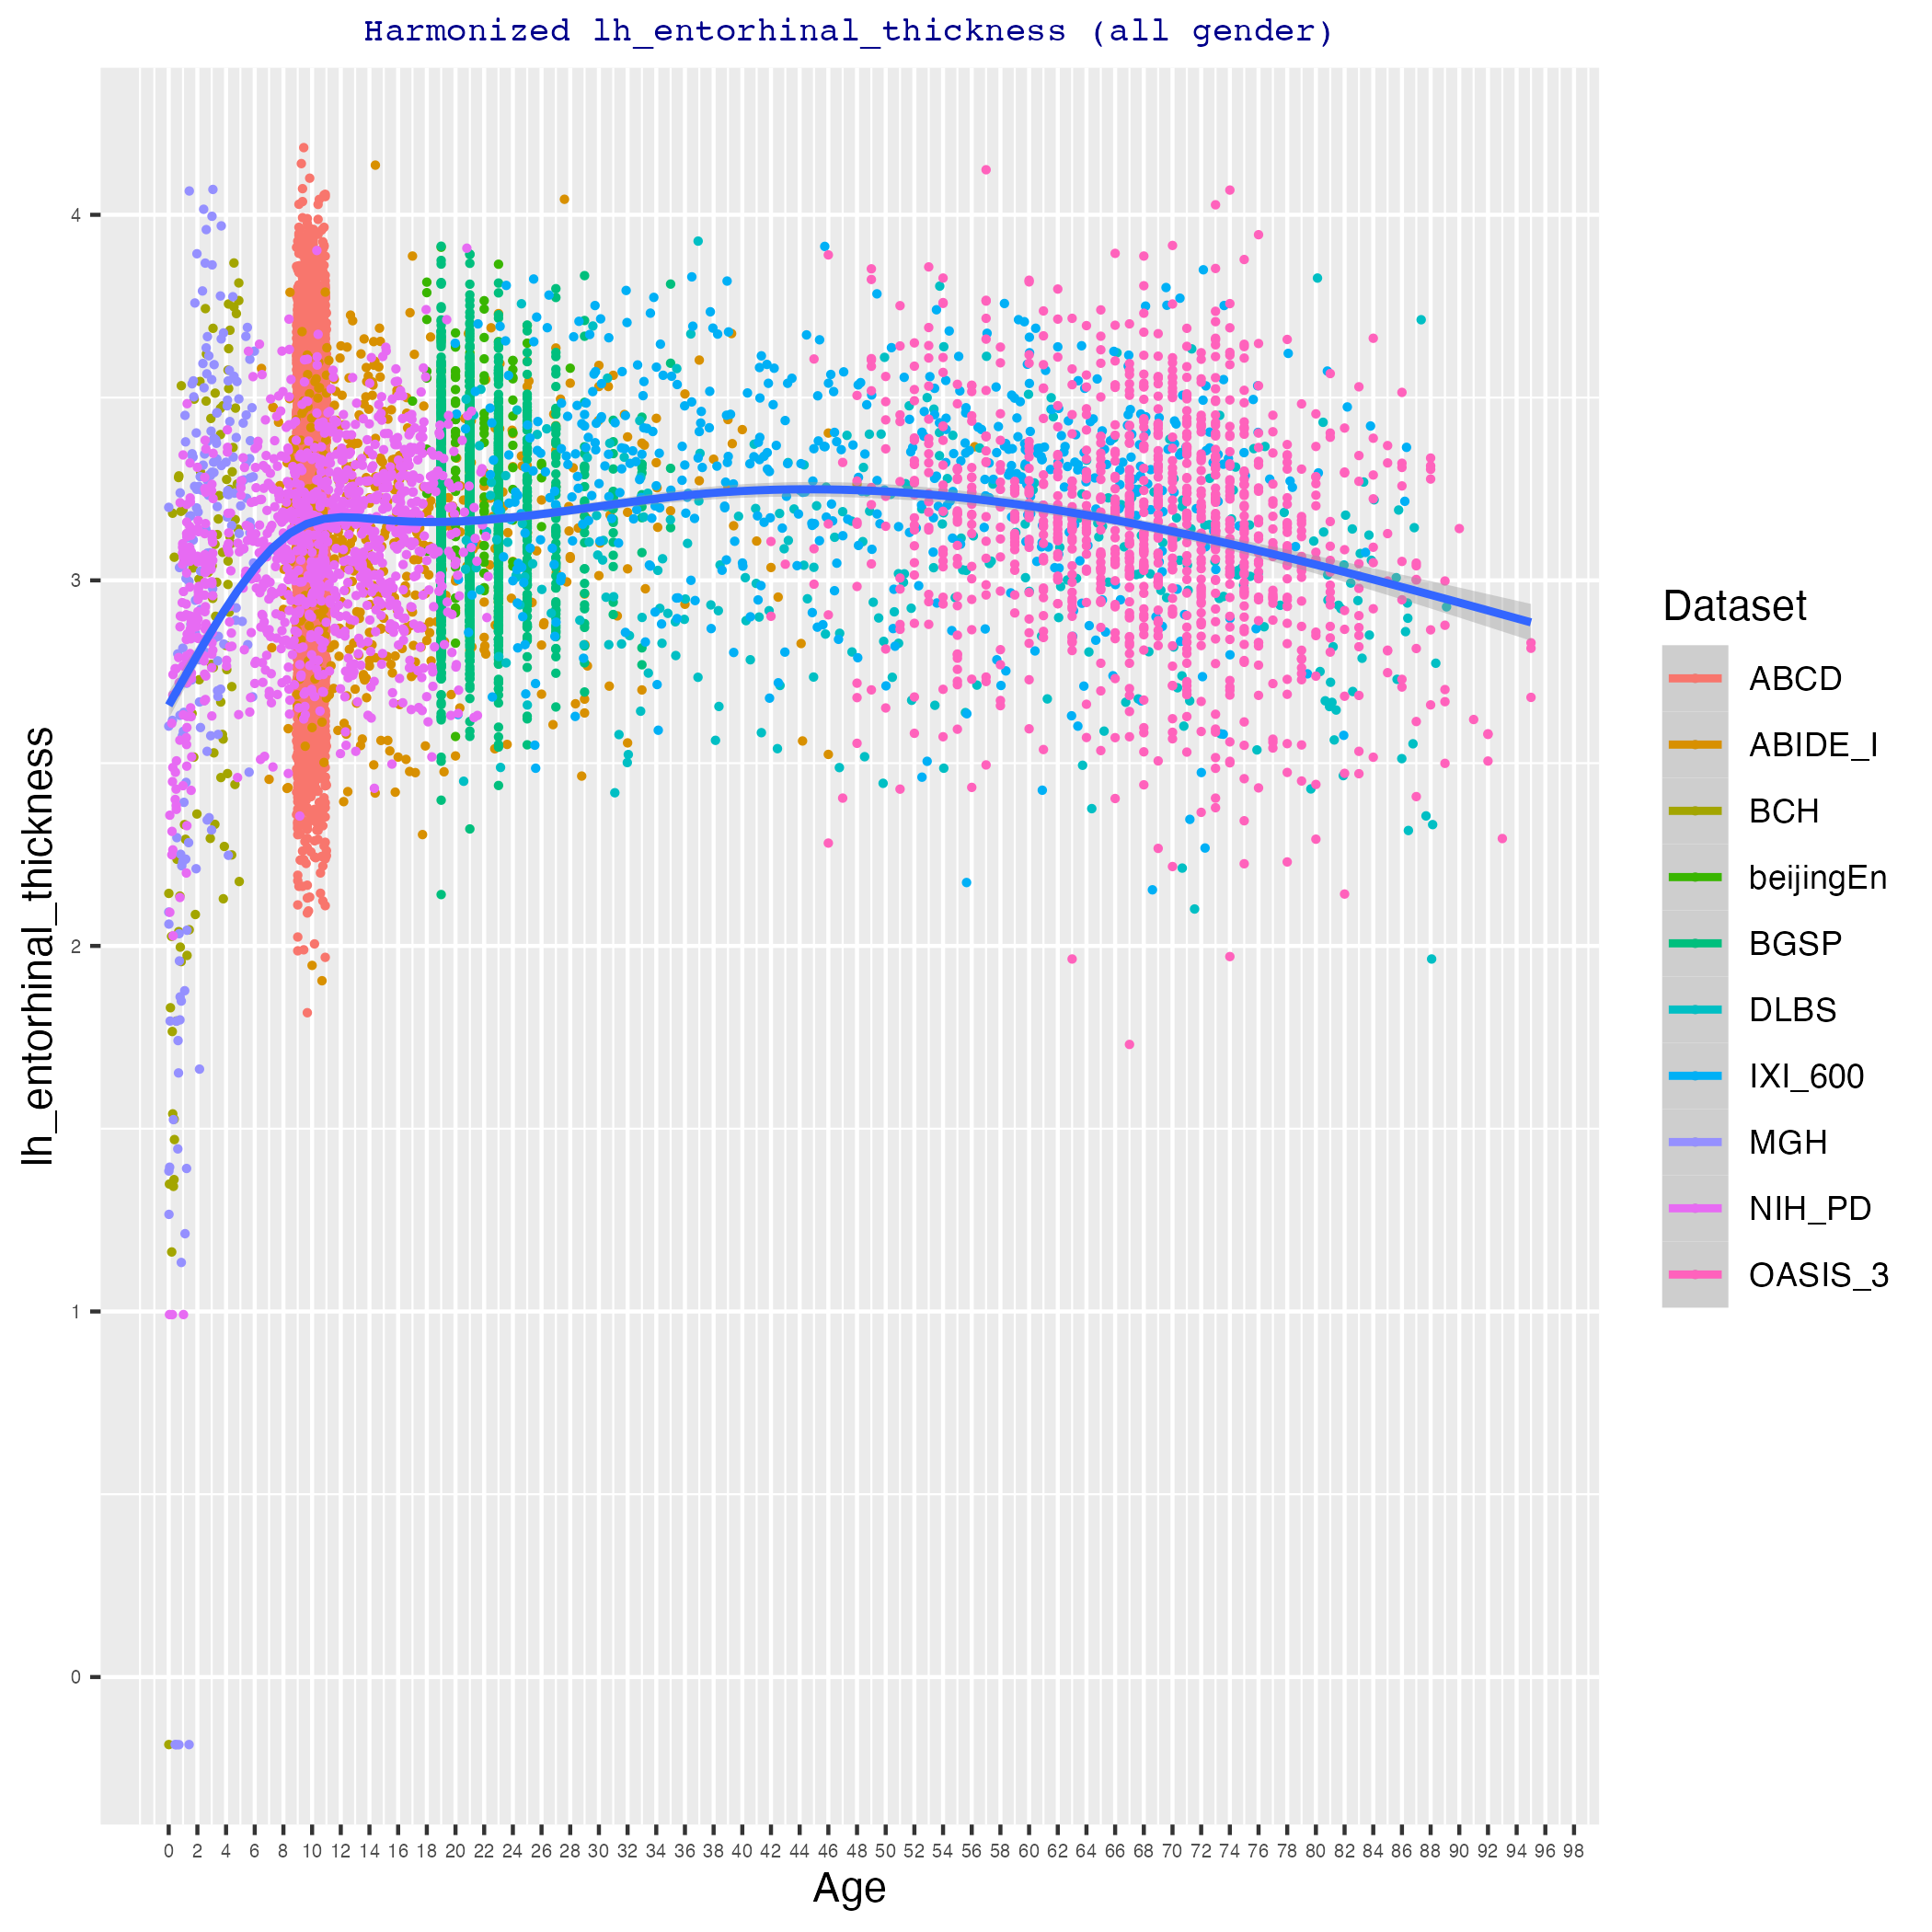 Harmonized lh_entorhinal_thickness (all gender)
lh_entorhinal_thickness
4
3
2
1
0
0 2 4 6 8 10 12 14 16 18 20 22 24 26 28 30 32 34 36 38 40 42 44 46 48 50 52 54 56 58 60 62 64 66 68 70 72 74 76 78 80 82 84 86 88 90 92 94 96 98
Age
Dataset
ABCD
ABIDE_I
BCH
beijingEn
BGSP
DLBS
IXI_600
MGH
NIH_PD
OASIS_3